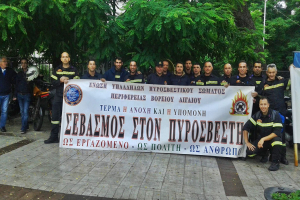 ΕΝΩΣΗ ΥΠΑΛΛΗΛΩΝ ΠΥΡΟΣΒΕΣΤΙΚΟΥ ΣΩΜΑΤΟΣ
ΠΕΡΙΦΕΡΕΙΑΣ ΒΟΡΕΙΟΥ ΑΙΓΑΙΟΥ
ΤΕΡΜΑ Η ΑΝΟΧΗ ΚΑΙ Η ΥΠΟΜΟΝΗ
ΣΕΒΑΣΜΟΣ ΣΤΟΝ ΠΥΡΟΣΒΕΣΤΗ
ΩΣ ΕΡΓΑΖΟΜΕΝΟ - ΩΣ ΠΟΛΙΤΗ - ΩΣ ΑΝΘΡΩΠΟ